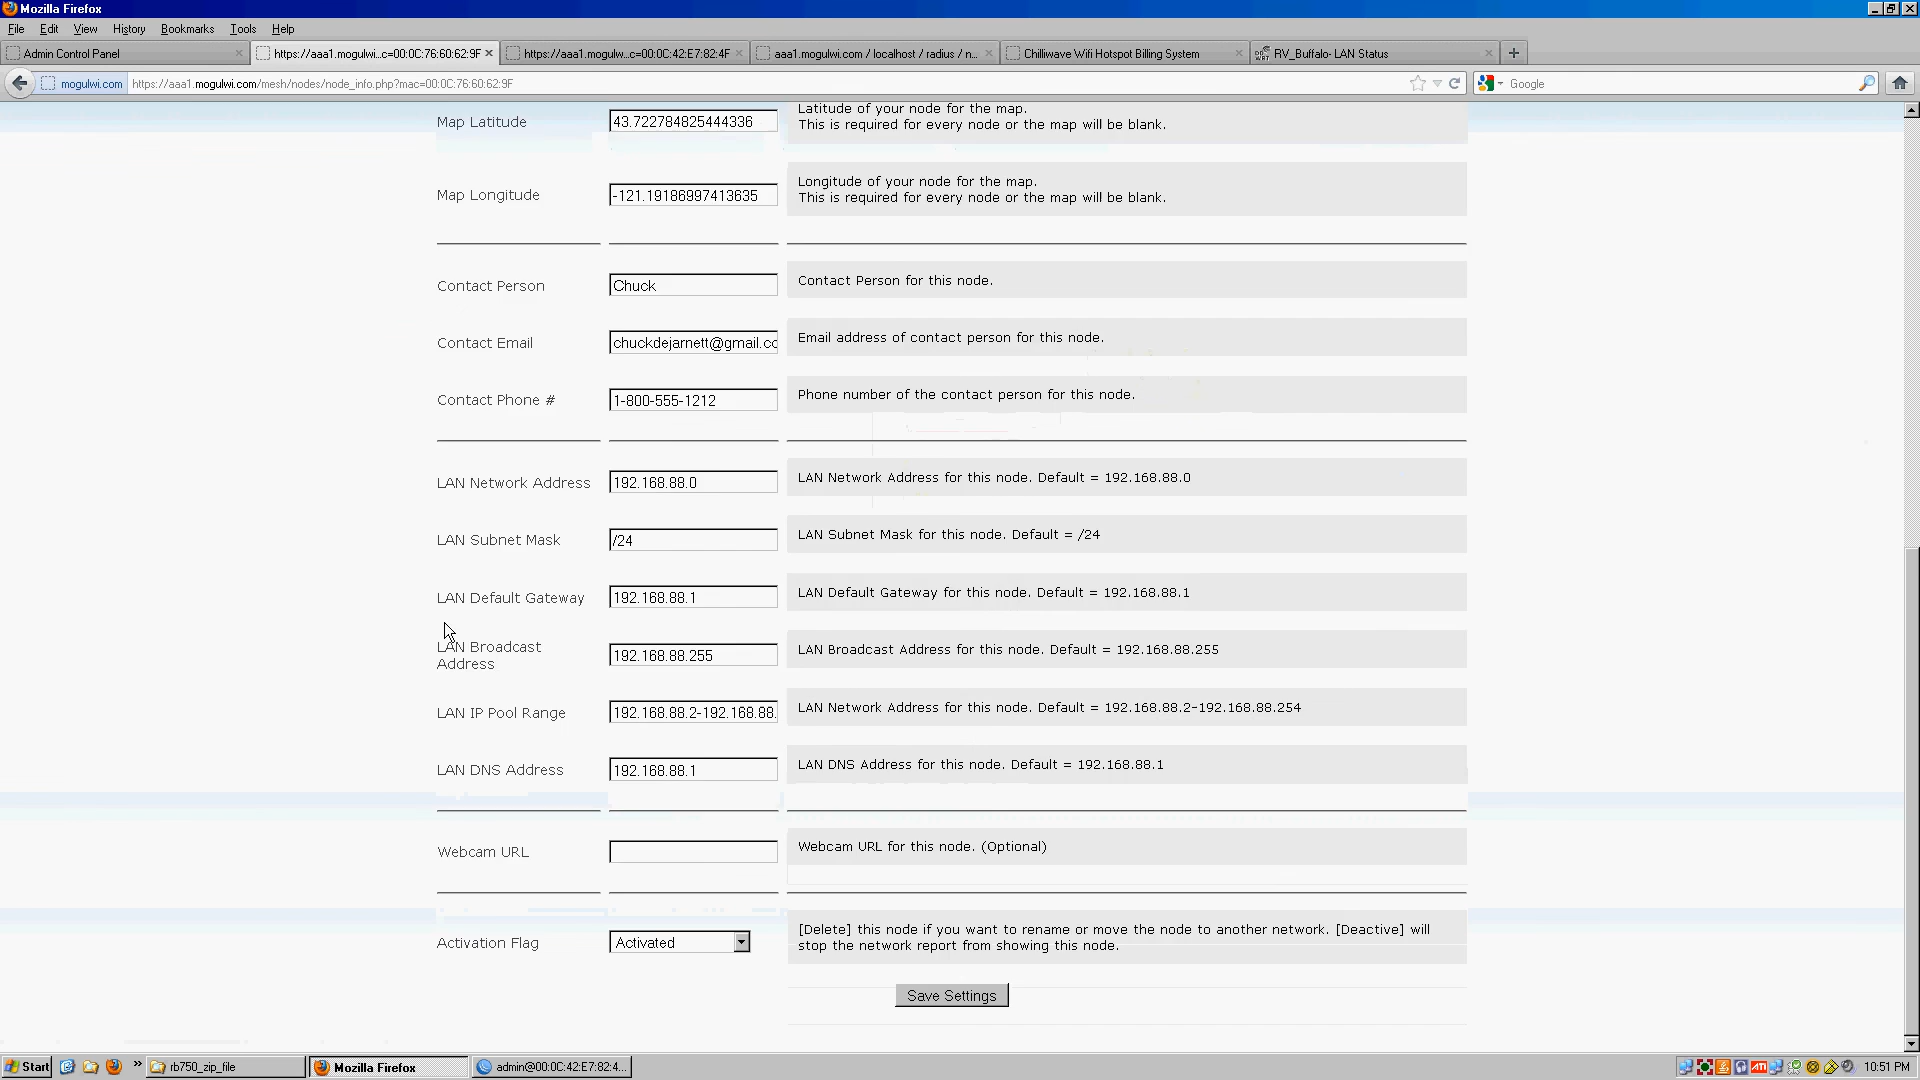 Mozilla Firefox
File Edit View History Bookmarks Tools Help
Admin Control Panel
https://aaa1.mogulwi...c=00:0C:76:60:62:9F
https://aaa1.mogulw...c=00:0C:42:E7:82:4F
aaa1.mogulwi.com / localhost / radius / n...
Chilliwave Wifi Hotspot Billing System
RV_Buffalo- LAN Status
mogulwi.com https://aaa1.mogulwi.com/mesh/nodes/node_info.php?mac=00:0C:76:60:62:9F
Google
Map Latitude 43.722784825444336 Latitude of your node for the map.
This is required for every node or the map will be blank.
Map Longitude -121.19186997413635 Longitude of your node for the map.
This is required for every node or the map will be blank.
Contact Person Chuck Contact Person for this node.
Contact Email chuckdejarnett@gmail.co Email address of contact person for this node.
Contact Phone # 1-800-555-1212 Phone number of the contact person for this node.
LAN Network Address 192.168.88.0 LAN Network Address for this node. Default = 192.168.88.0
LAN Subnet Mask /24 LAN Subnet Mask for this node. Default = /24
LAN Default Gateway 192.168.88.1 LAN Default Gateway for this node. Default = 192.168.88.1
LAN Broadcast
Address 192.168.88.255 LAN Broadcast Address for this node. Default = 192.168.88.255
LAN IP Pool Range 192.168.88.2-192.168.88. LAN Network Address for this node. Default = 192.168.88.2-192.168.88.254
LAN DNS Address 192.168.88.1 LAN DNS Address for this node. Default = 192.168.88.1
Webcam URL Webcam URL for this node. (Optional)
Activation Flag Activated [Delete] this node if you want to rename or move the node to another network. [Deactive] will
stop the network report from showing this node.
Save Settings
Start » rb750_zip_file Mozilla Firefox admin@00:0C:42:E7:82:4... ATI 10:51 PM